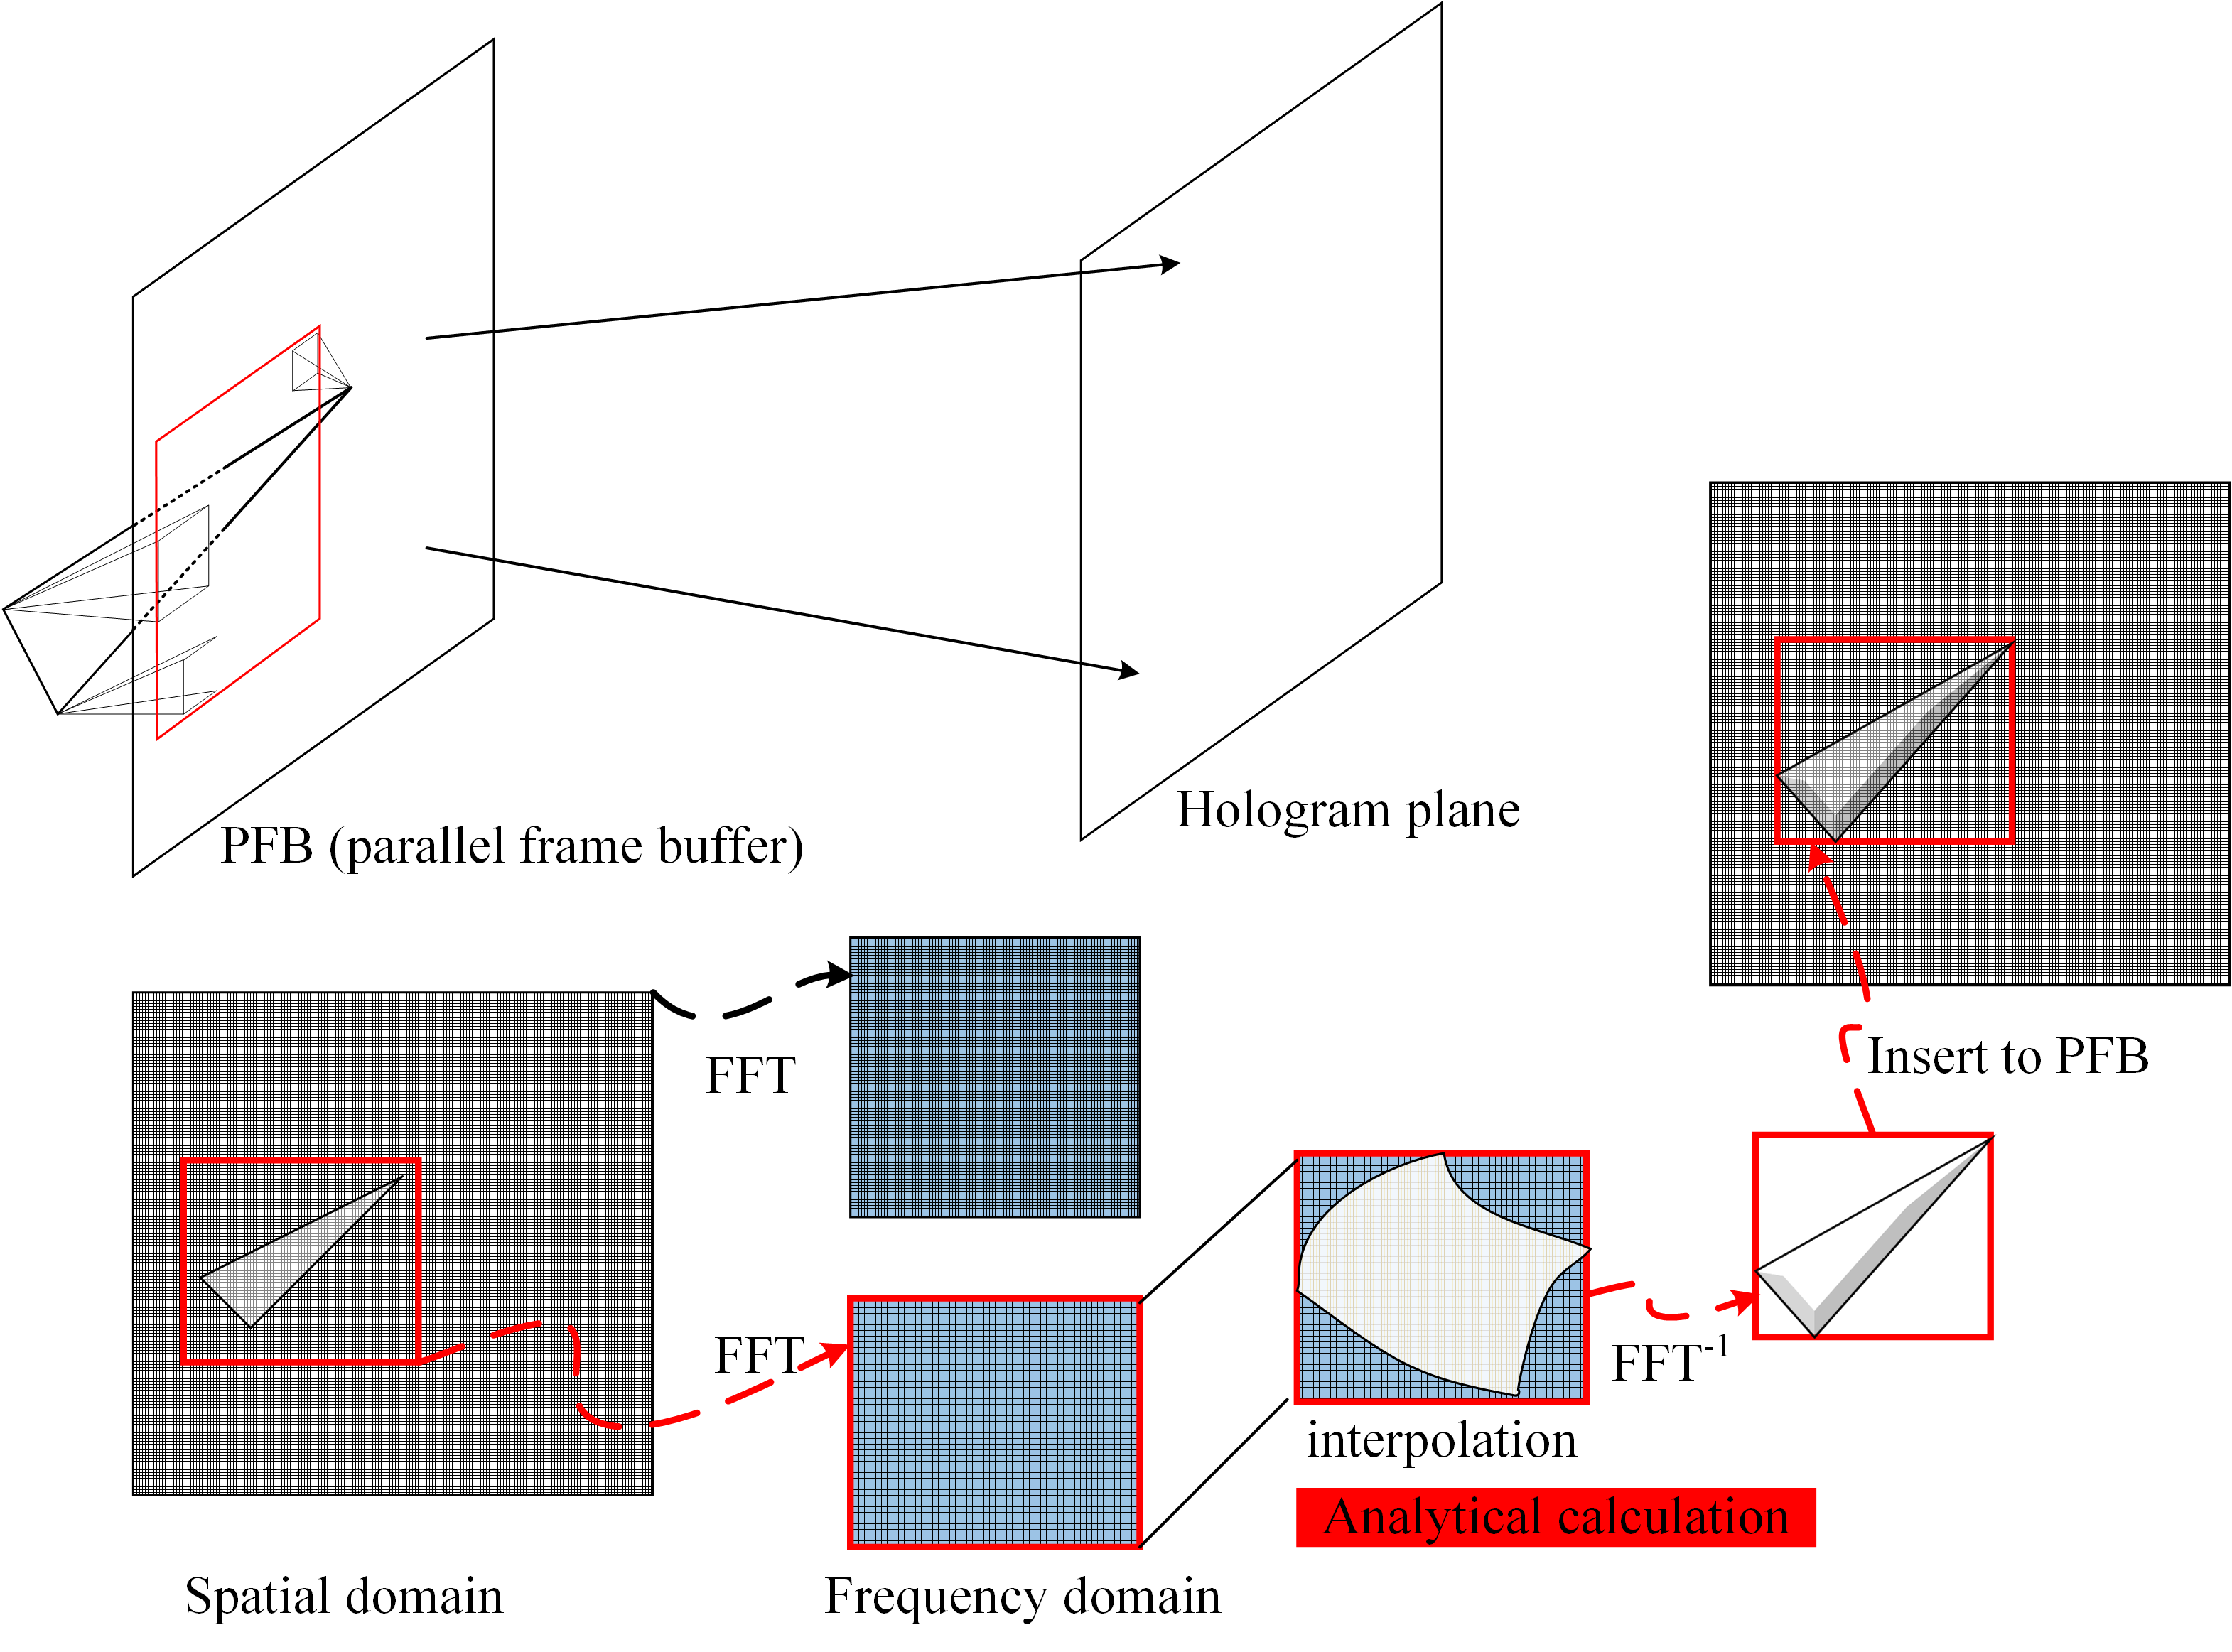 Hologram plane
PFB (parallel frame buffer)
FFT
Insert to PFB
FFT
FFT-1
interpolation
Analytical calculation
Spatial domain
Frequency domain